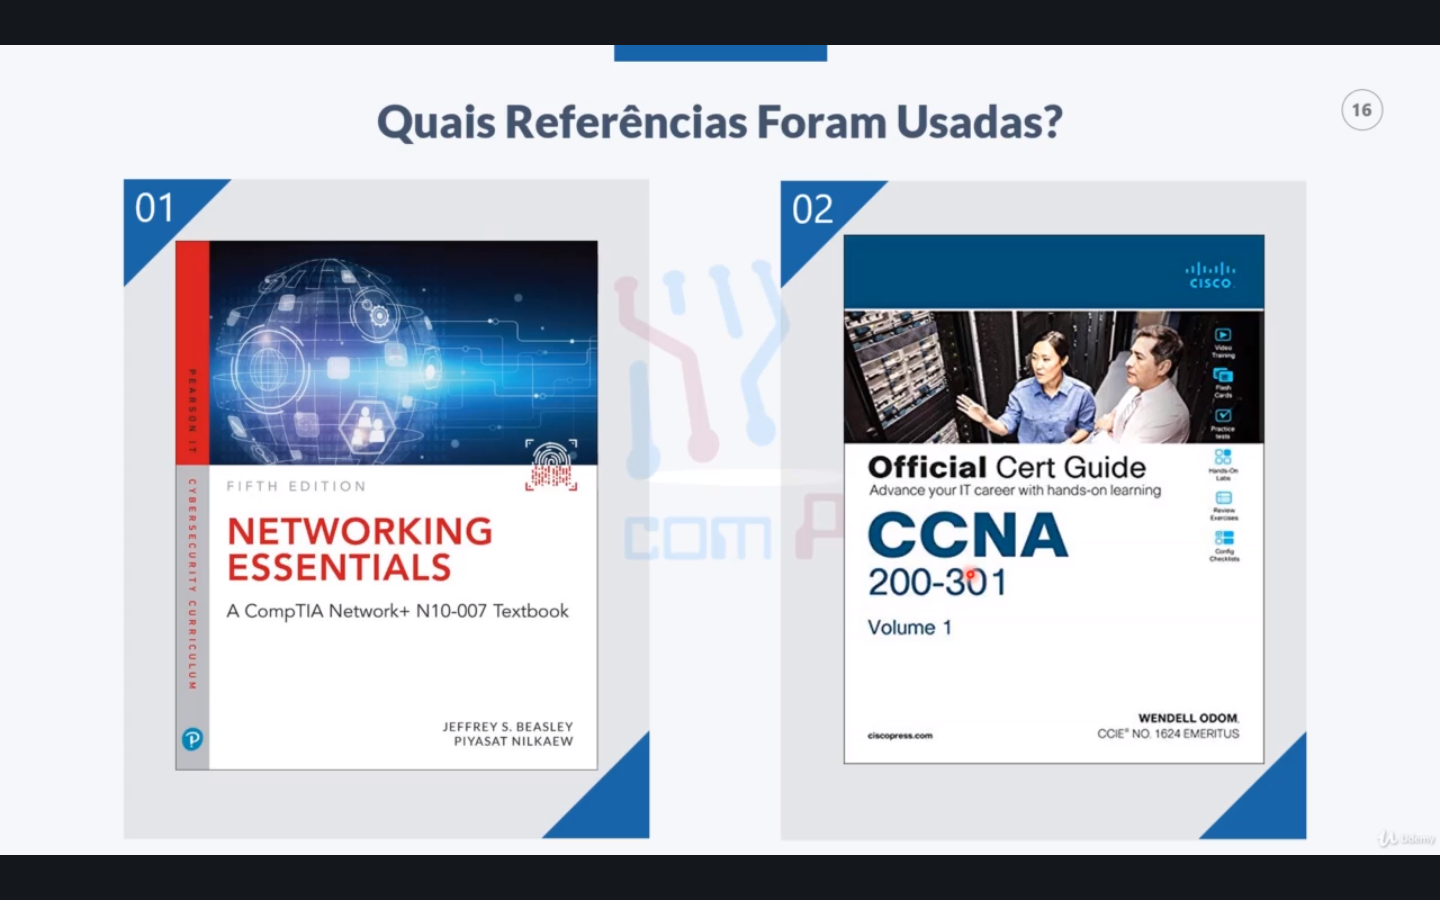 Quais Referências Foram Usadas?
16
01
PEARSON IT
CYBERSECURITY CURRICULUM
FIFTH EDITION
NETWORKING
ESSENTIALS
A CompTIA Network+ N10-007 Textbook
JEFFREY S. BEASLEY
PIYASAT NILKAEW
P
com P
02
CISCO
Video
Training
Flash
Cards
Practice
tests
Hands-On
Labs
Review
Exercises
Config
Checklists
Official Cert Guide
Advance your IT career with hands-on learning
CCNA
200-301
Volume 1
WENDELL ODOM,
CCIE® NO. 1624 EMERITUS
ciscopress.com
Udemy